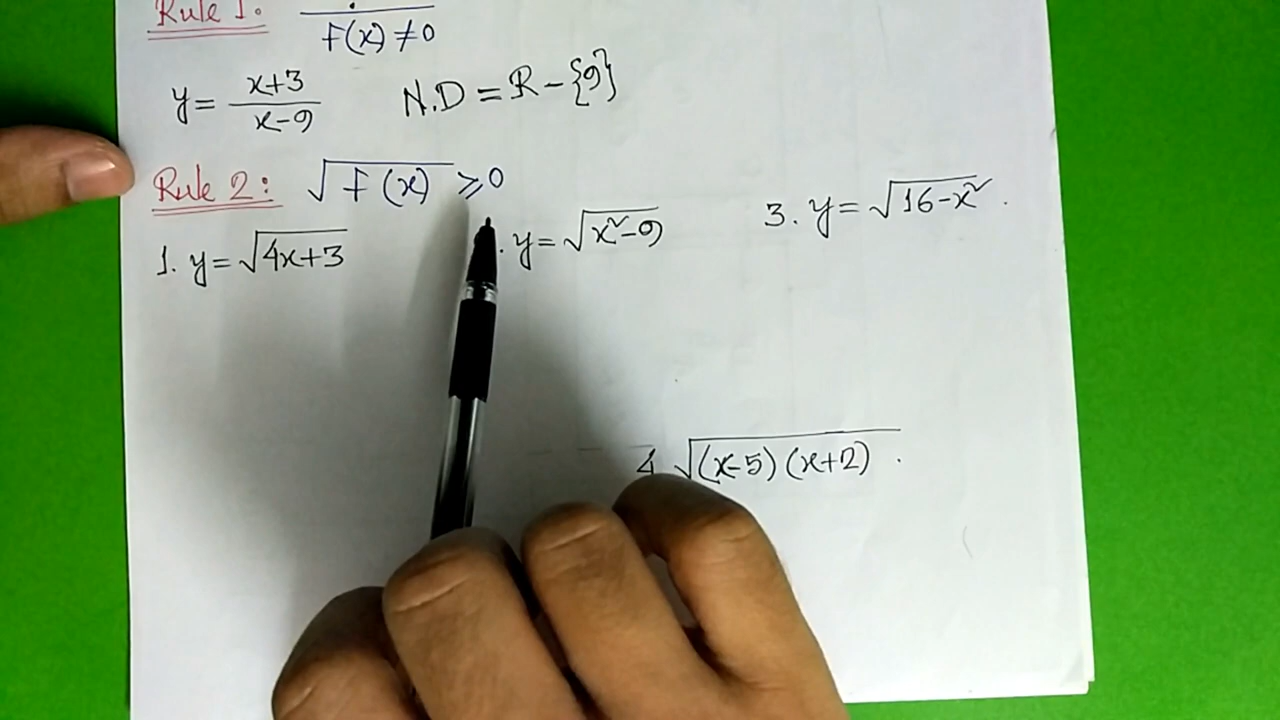 Rule 1:
F(x) ≠ 0
y = (x+3)/(x-9) N.D = R - {9}
Rule 2: √F(x) ≥ 0
1. y = √(4x+3) . y = √(x²-9) 3. y = √(16-x²) .
4 √((x-5)(x+2)) .